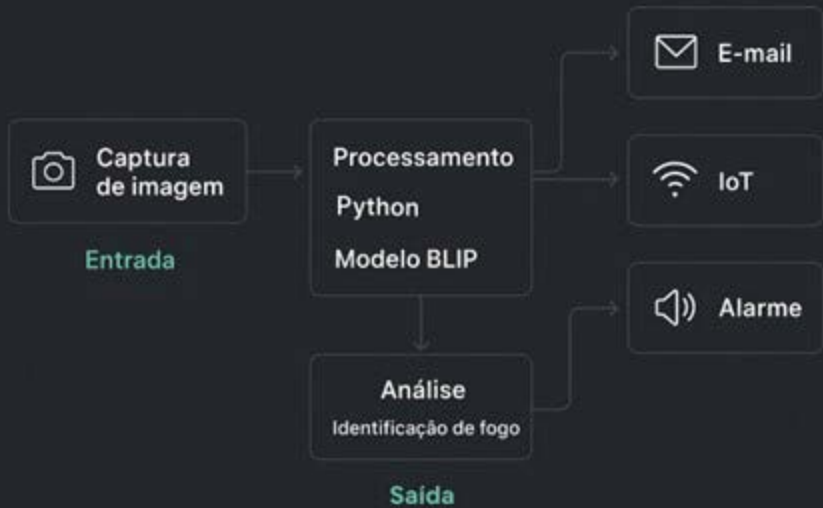 Captura
de imagem
Entrada
Processamento
Python
Modelo BLIP
Análise
Identificação de fogo
Saída
E-mail
IoT
Alarme